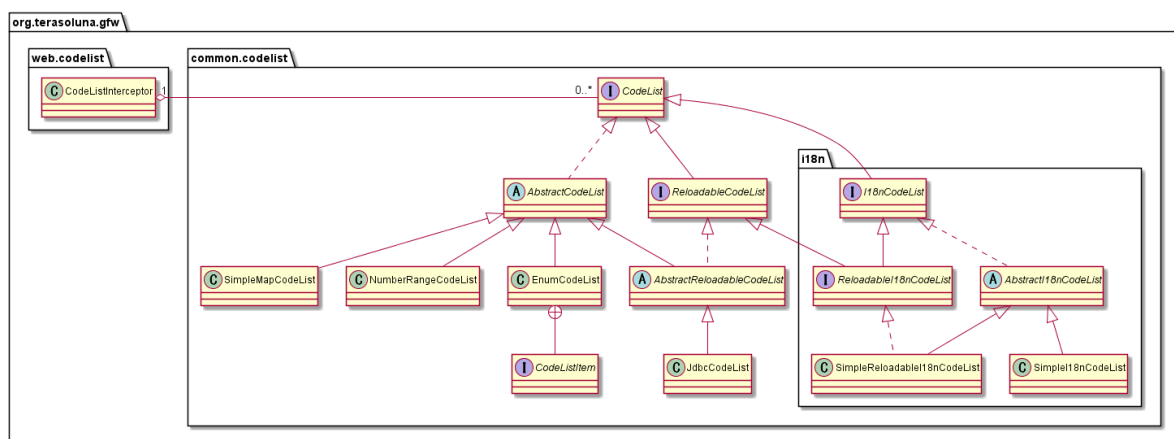 org.terasoluna.gfw
web.codelist
common.codelist
C CodeListInterceptor
1
0..*
I CodeList
i18n
A AbstractCodeList
I ReloadableCodeList
I I18nCodeList
C SimpleMapCodeList
C NumberRangeCodeList
C EnumCodeList
A AbstractReloadableCodeList
I ReloadableI18nCodeList
A AbstractI18nCodeList
I CodeListItem
C JdbcCodeList
C SimpleReloadableI18nCodeList
C SimpleI18nCodeList